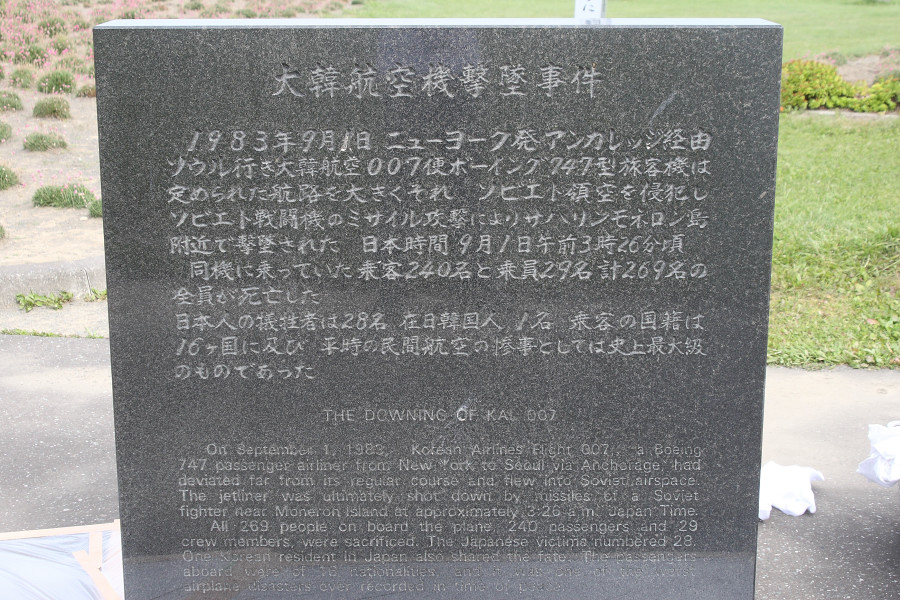 大韓航空機撃墜事件
1983年9月1日 ニューヨーク発 アンカレッジ経由
ソウル行き大韓航空007便ボーイング747型旅客機は
定められた航路を大きくそれ ソビエト領空を侵犯し
ソビエト戦闘機のミサイル攻撃によりサハリンモネロン島
附近で撃墜された 日本時間 9月1日午前3時26分頃
同機に乗っていた乗客240名と乗員29名計269名の
全員が死亡した
日本人の犠牲者は28名 在日韓国人 1名 乗客の国籍は
16ヶ国に及び 平時の民間航空の惨事としては史上最大級
のものであった
THE DOWNING OF KAL 007
On September 1, 1983, Korean Airlines Flight 007, a Boeing
747 passenger airliner from New York to Seoul via Anchorage, had
deviated far from its regular course and flew into Soviet airspace.
The jetliner was ulumately shot down by missiles of a Soviet
fighter near Moneron Island at approximately 3:26 a.m. Japan Time.
All 269 people on board the plane, 240 passengers and 29
crew members, were sacrificed. The Japanese victims numbered 28.
One Korean resident in Japan also shared the fate. The passengers
aboard were of 16 nationalities, and it was one of the worst
airplane disasters ever recorded in time of peace.